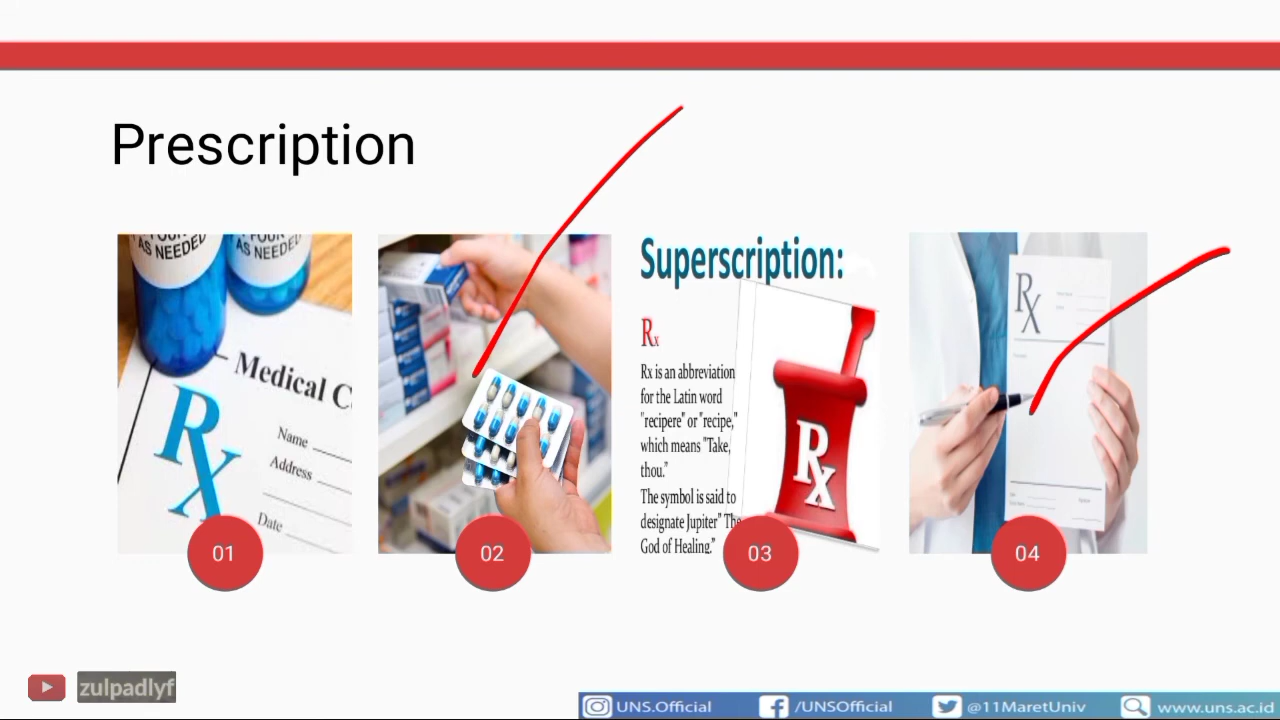 Prescription
AS NEEDED
AS NEEDED
Medical C
Rx
Name
Address
Date
01
02
Superscription:
Rx
Rx is an abbreviation
for the Latin word
"recipere" or "recipe,"
which means "Take,
thou."
The symbol is said to
designate Jupiter" The
God of Healing."
Rx
03
Rx
04
zulpadlyf
UNS.Official
/UNSOfficial
@11MaretUniv
www.uns.ac.id